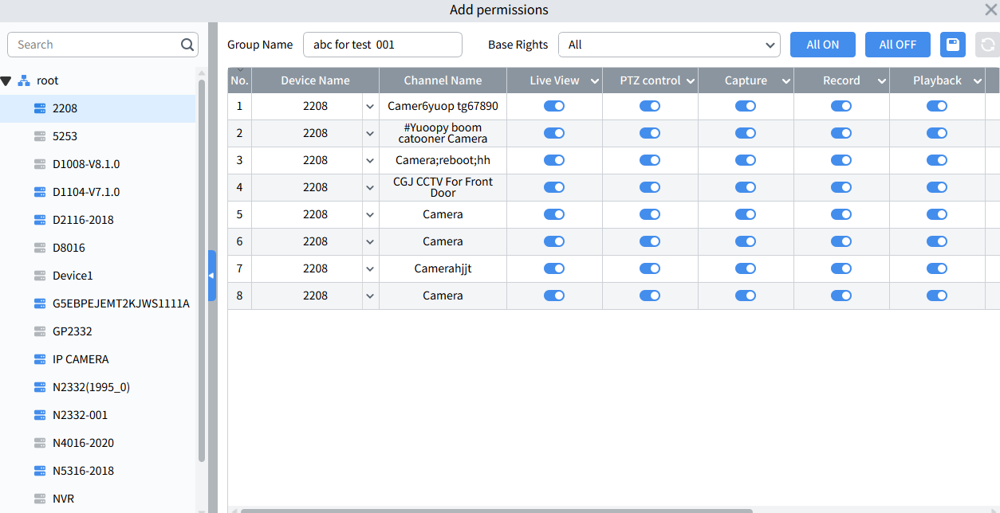 Add permissions
Search
root
2208
5253
D1008-V8.1.0
D1104-V7.1.0
D2116-2018
D8016
Device1
G5EBPEJEMT2KJWS1111A
GP2332
IP CAMERA
N2332(1995_0)
N2332-001
N4016-2020
N5316-2018
NVR
Group Name abc for test 001 Base Rights All All ON All OFF
No. Device Name Channel Name Live View PTZ control Capture Record Playback
1 2208 Camer6yuop tg67890
2 2208 #Yuoopy boom
catooner Camera
3 2208 Camera;reboot;hh
4 2208 CGJ CCTV For Front
Door
5 2208 Camera
6 2208 Camera
7 2208 Camerahjjt
8 2208 Camera